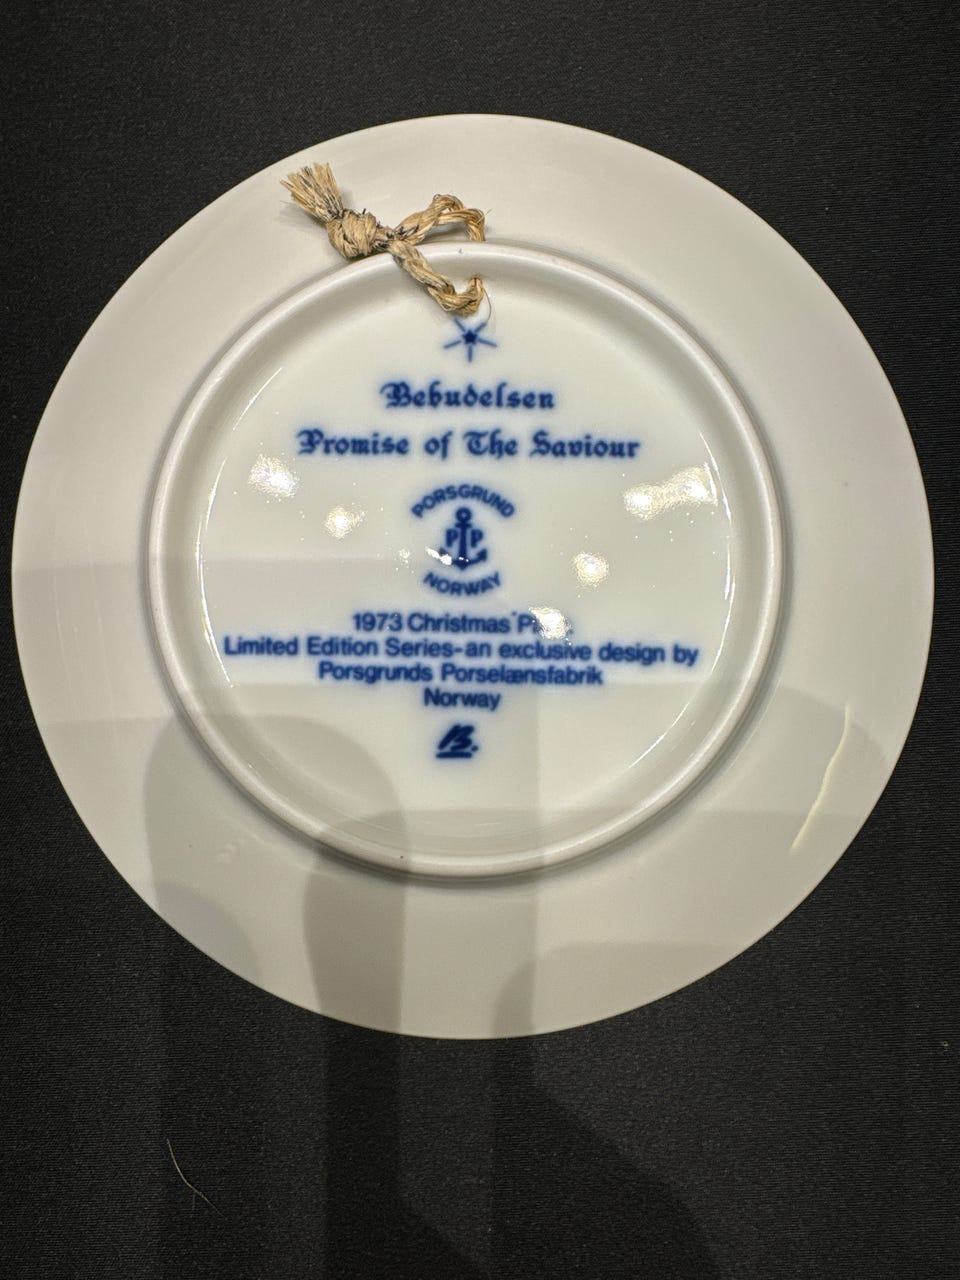 Bebudelsen
Promise of The Saviour
PORSGRUND
P P
NORWAY
1973 Christmas
Limited Edition Series-an exclusive design by
Porsgrunds Porselænsfabrik
Norway